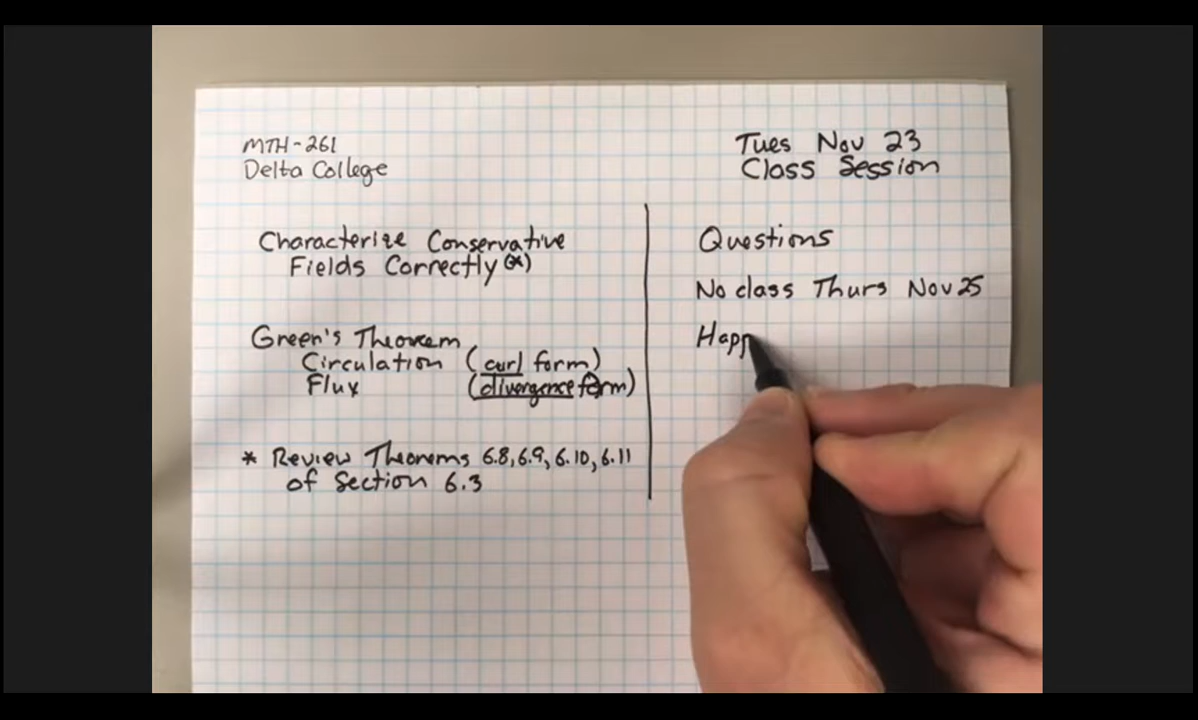 MTH-261
Delta College
Tues Nov 23
Class Session
Characterize Conservative
Fields Correctly (*)
Green's Theorem
Circulation (curl form)
Flux (divergence form)
* Review Theorems 6.8, 6.9, 6.10, 6.11
of Section 6.3
Questions
No class Thurs Nov 25
Happ